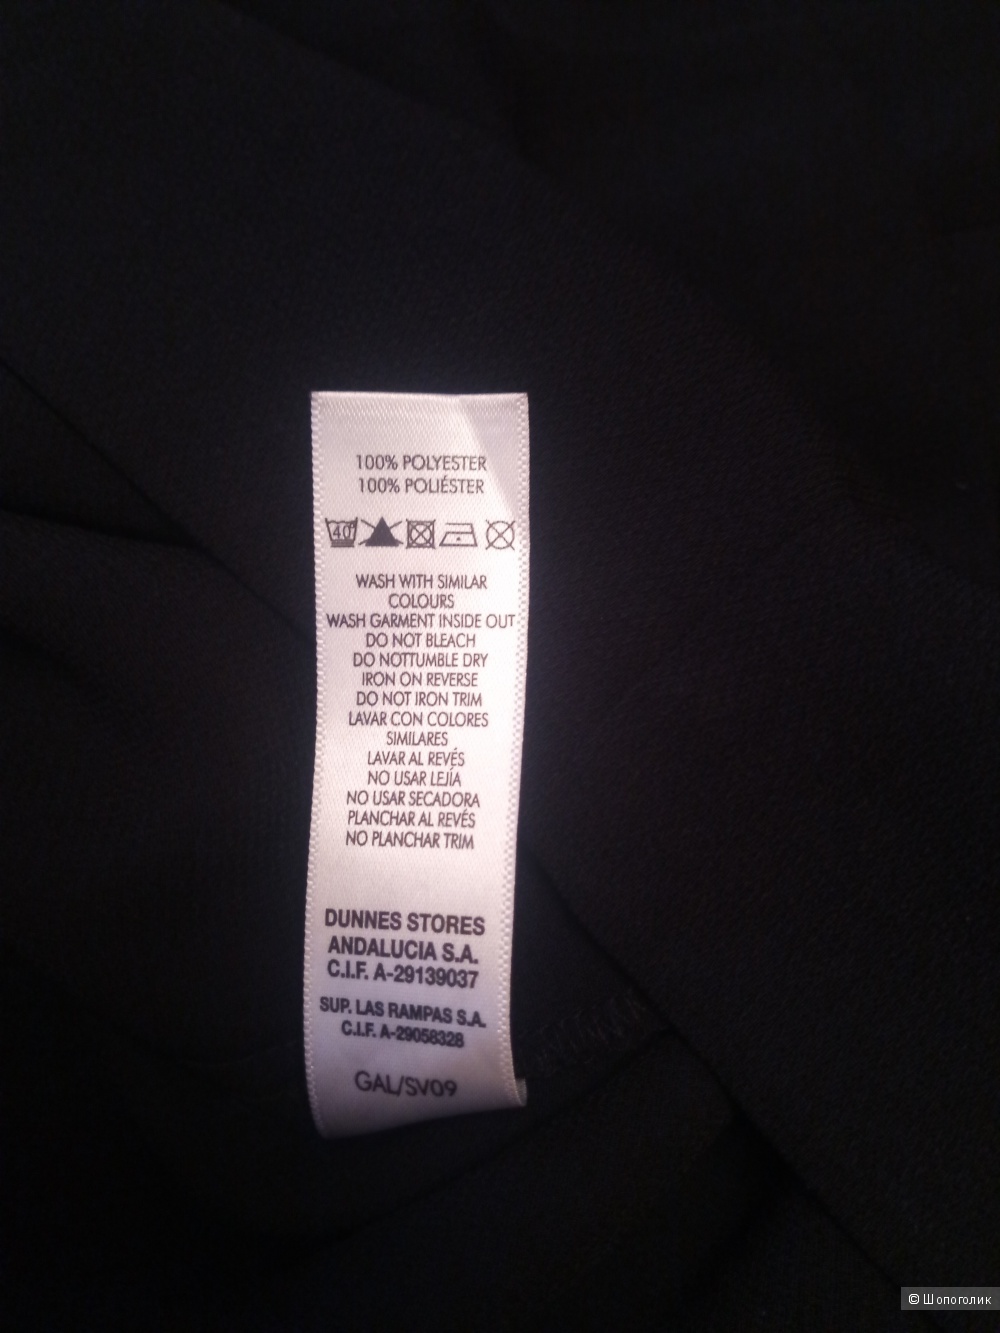 100% POLYESTER
100% POLIÉSTER
40
WASH WITH SIMILAR
COLOURS
WASH GARMENT INSIDE OUT
DO NOT BLEACH
DO NOTTUMBLE DRY
IRON ON REVERSE
DO NOT IRON TRIM
LAVAR CON COLORES
SIMILARES
LAVAR AL REVÉS
NO USAR LEJÍA
NO USAR SECADORA
PLANCHAR AL REVÉS
NO PLANCHAR TRIM
DUNNES STORES
ANDALUCIA S.A.
C.I.F. A-29139037
SUP. LAS RAMPAS S.A.
C.I.F. A-29058328
GAL/SV09
© Шопоголик